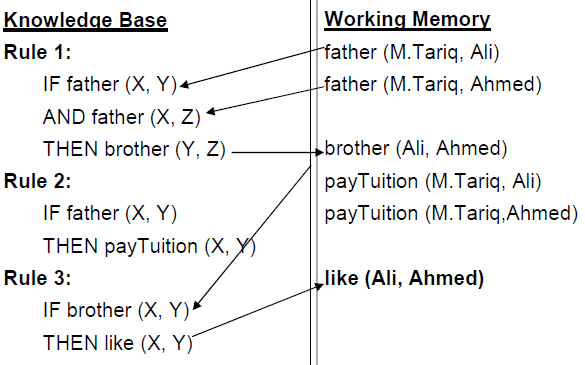 Knowledge Base
Rule 1:
IF father (X, Y)
AND father (X, Z)
THEN brother (Y, Z)
Rule 2:
IF father (X, Y)
THEN payTuition (X, Y)
Rule 3:
IF brother (X, Y)
THEN like (X, Y)
Working Memory
father (M.Tariq, Ali)
father (M.Tariq, Ahmed)
brother (Ali, Ahmed)
payTuition (M.Tariq, Ali)
payTuition (M.Tariq,Ahmed)
like (Ali, Ahmed)